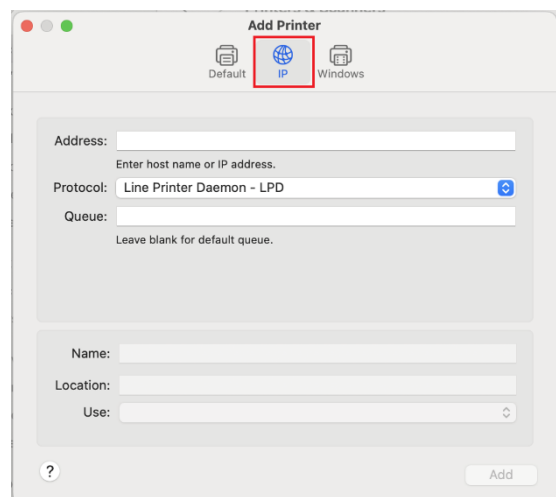 Add Printer
Default IP Windows
Address:
Enter host name or IP address.
Protocol: Line Printer Daemon - LPD
Queue:
Leave blank for default queue.
Name:
Location:
Use:
? Add